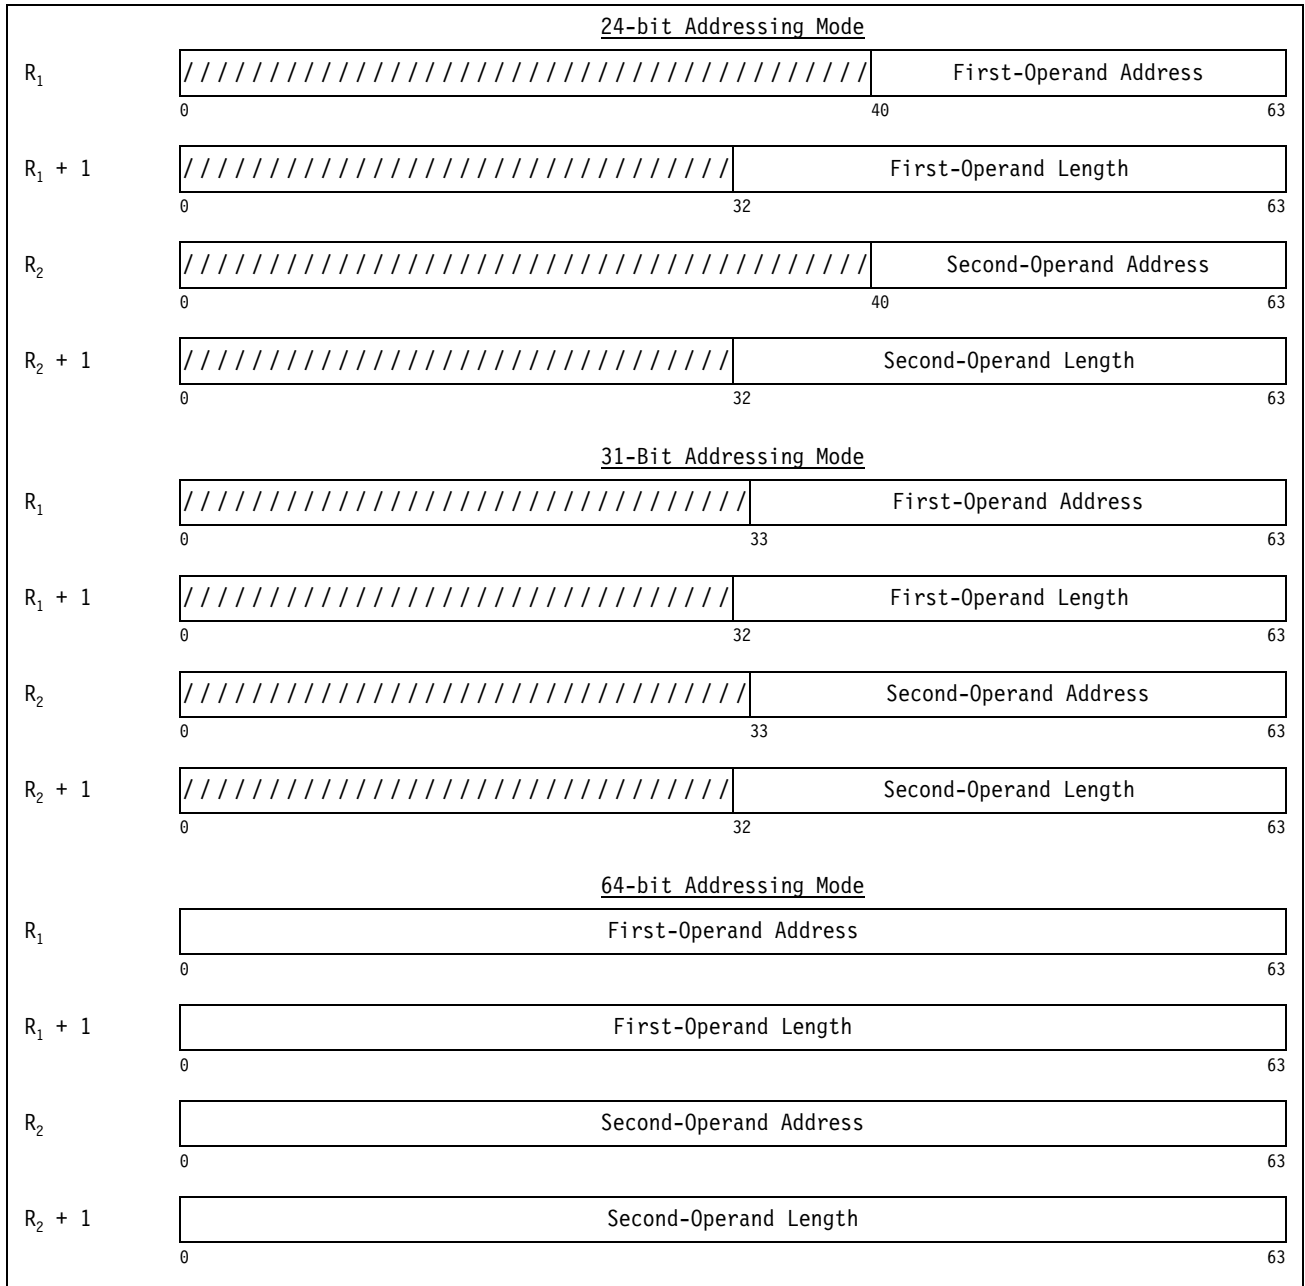 24-bit Addressing Mode
R₁ ///////////////////////////////////////// First-Operand Address
0 40 63
R₁ + 1 //////////////////////////////// First-Operand Length
0 32 63
R₂ ///////////////////////////////////////// Second-Operand Address
0 40 63
R₂ + 1 //////////////////////////////// Second-Operand Length
0 32 63
31-Bit Addressing Mode
R₁ ///////////////////////////////// First-Operand Address
0 33 63
R₁ + 1 //////////////////////////////// First-Operand Length
0 32 63
R₂ ///////////////////////////////// Second-Operand Address
0 33 63
R₂ + 1 //////////////////////////////// Second-Operand Length
0 32 63
64-bit Addressing Mode
R₁ First-Operand Address
0 63
R₁ + 1 First-Operand Length
0 63
R₂ Second-Operand Address
0 63
R₂ + 1 Second-Operand Length
0 63